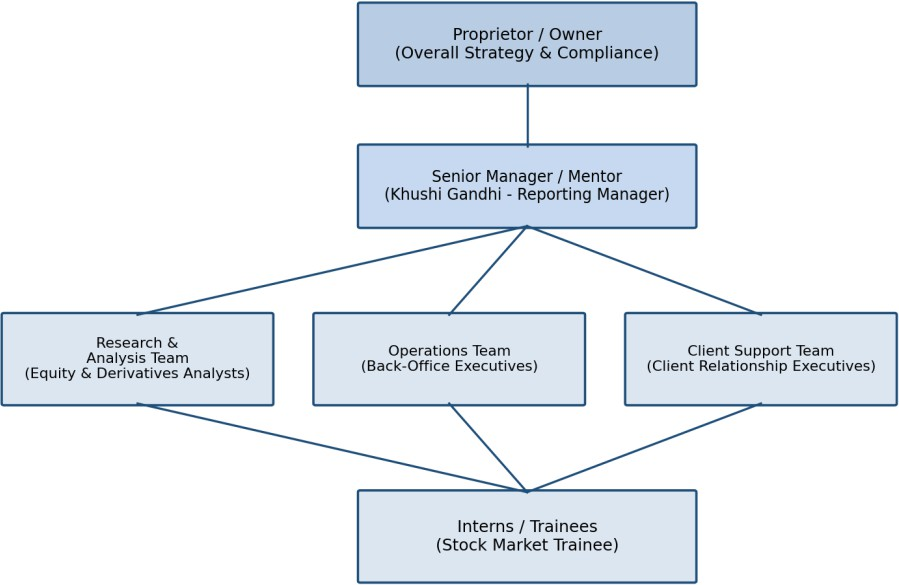 Proprietor / Owner
(Overall Strategy & Compliance)
Senior Manager / Mentor
(Khushi Gandhi - Reporting Manager)
Research &
Analysis Team
(Equity & Derivatives Analysts)
Operations Team
(Back-Office Executives)
Client Support Team
(Client Relationship Executives)
Interns / Trainees
(Stock Market Trainee)